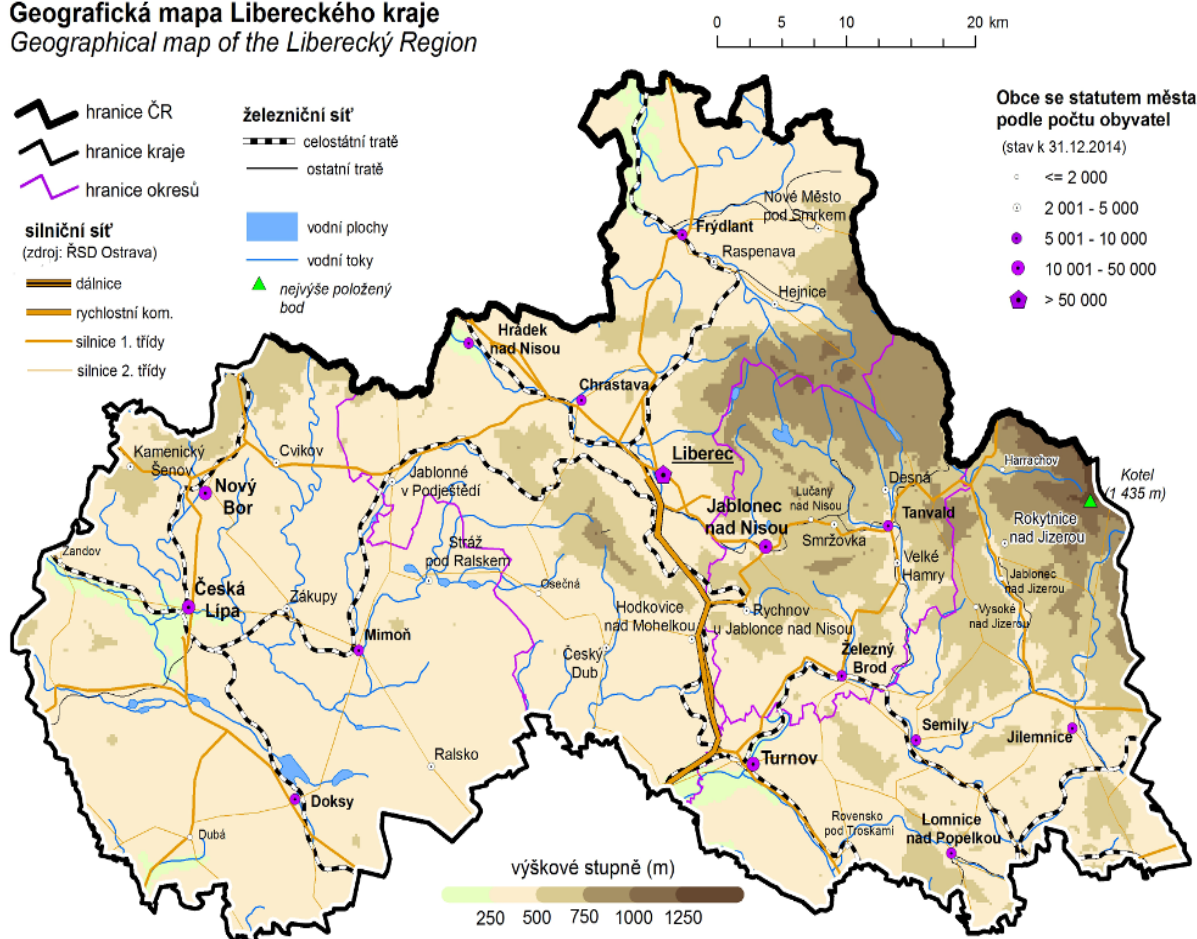 Geografická mapa Libereckého kraje
Geographical map of the Liberecký Region
0 5 10 20 km
hranice ČR
hranice kraje
hranice okresů
silniční síť
(zdroj: ŘSD Ostrava)
dálnice
rychlostní kom.
silnice 1. třídy
silnice 2. třídy
železniční síť
celostátní tratě
ostatní tratě
vodní plochy
vodní toky
nejvýše položený
bod
Obce se statutem města
podle počtu obyvatel
(stav k 31.12.2014)
<= 2 000
2 001 - 5 000
5 001 - 10 000
10 001 - 50 000
> 50 000
Nové Město
pod Smrkem
Frýdlant
Raspenava
Hejnice
Hrádek
nad Nisou
Chrastava
Kamenický
Šenov
Cvikov
Nový
Bor
Jablonné
v Podještědí
Liberec
Jablonec
nad Nisou
Lučany
nad Nisou
Smržovka
Desná
Tanvald
Harrachov
Kotel
(1 435 m)
Rokytnice
nad Jizerou
Velké
Hamry
Jablonec
nad Jizerou
Vysoké
nad Jizerou
Stráž
pod Ralskem
Osečná
Žandov
Česká
Lípa
Zákupy
Mimoň
Hodkovice
nad Mohelkou
Rychnov
u Jablonce nad Nisou
Český
Dub
Železný
Brod
Semily
Jilemnice
Turnov
Ralsko
Doksy
Dubá
Rovensko
pod Troskami
Lomnice
nad Popelkou
výškové stupně (m)
250 500 750 1000 1250